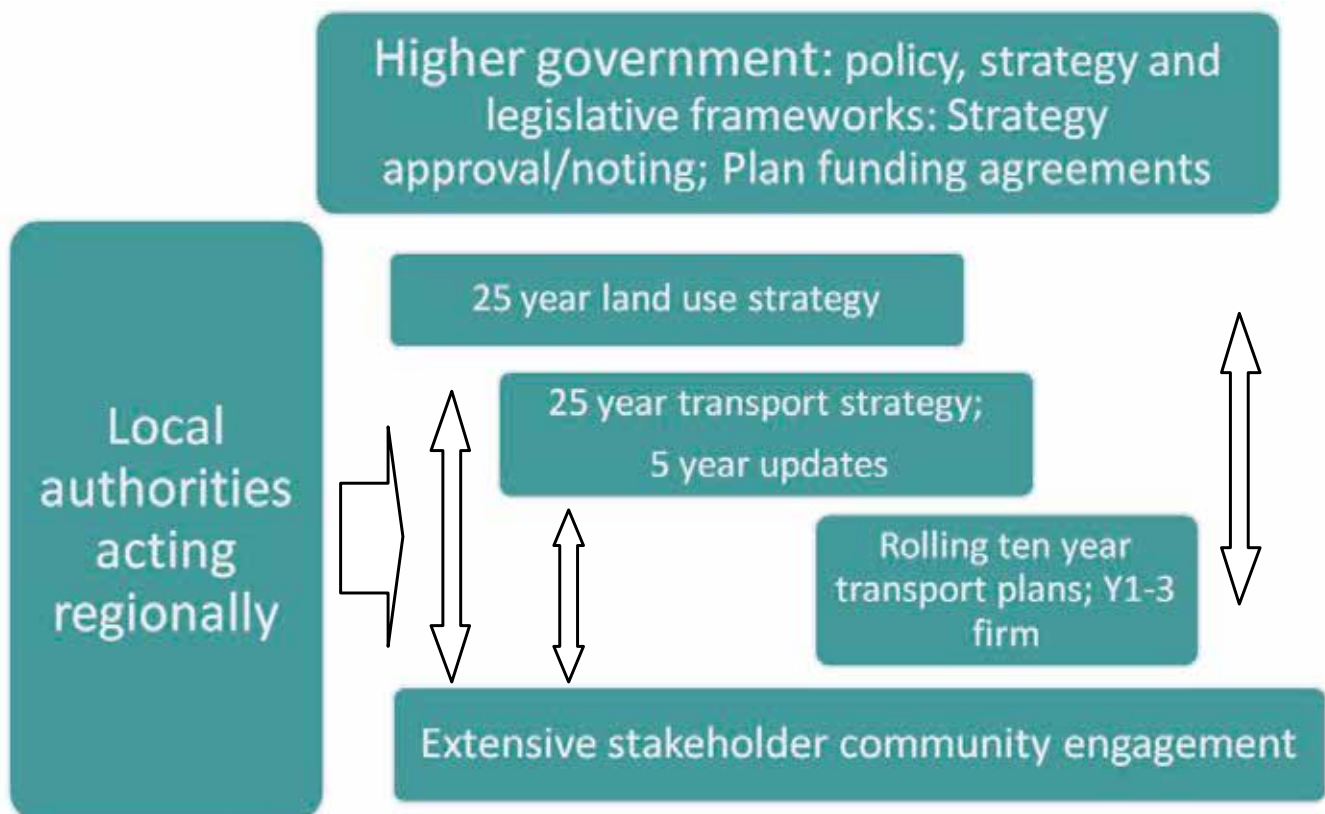 Higher government: policy, strategy and
legislative frameworks: Strategy
approval/noting; Plan funding agreements
Local
authorities
acting
regionally
25 year land use strategy
25 year transport strategy;
5 year updates
Rolling ten year
transport plans; Y1-3
firm
Extensive stakeholder community engagement